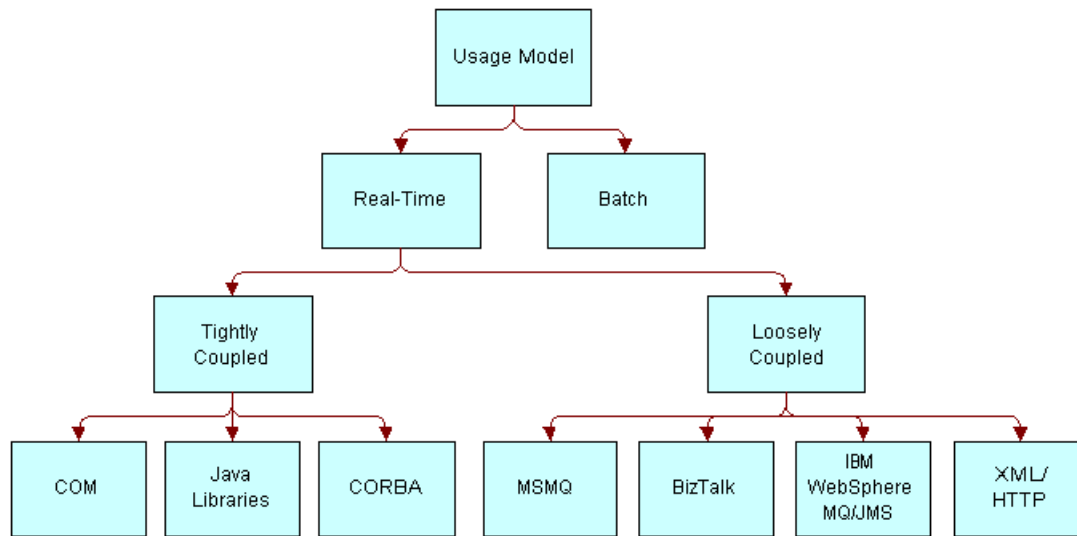 Usage Model
Real-Time
Batch
Tightly
Coupled
Loosely
Coupled
COM
Java
Libraries
CORBA
MSMQ
BizTalk
IBM
WebSphere
MQ/JMS
XML/
HTTP